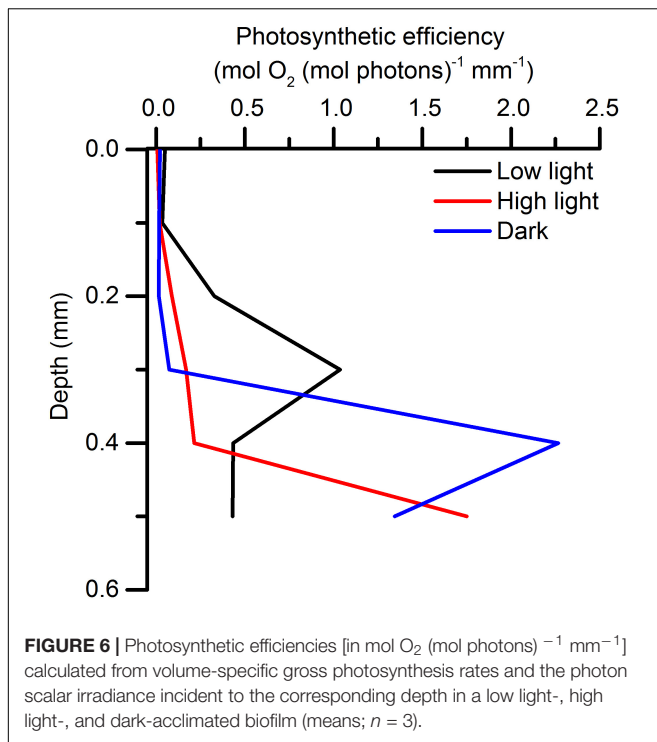 Photosynthetic efficiency
(mol O₂ (mol photons)⁻¹ mm⁻¹)
0.0 0.5 1.0 1.5 2.0 2.5
0.0
Low light
High light
Dark
0.2
Depth (mm)
0.4
0.6
FIGURE 6 | Photosynthetic efficiencies [in mol O₂ (mol photons) ⁻¹ mm⁻¹]
calculated from volume-specific gross photosynthesis rates and the photon
scalar irradiance incident to the corresponding depth in a low light-, high
light-, and dark-acclimated biofilm (means; n = 3).